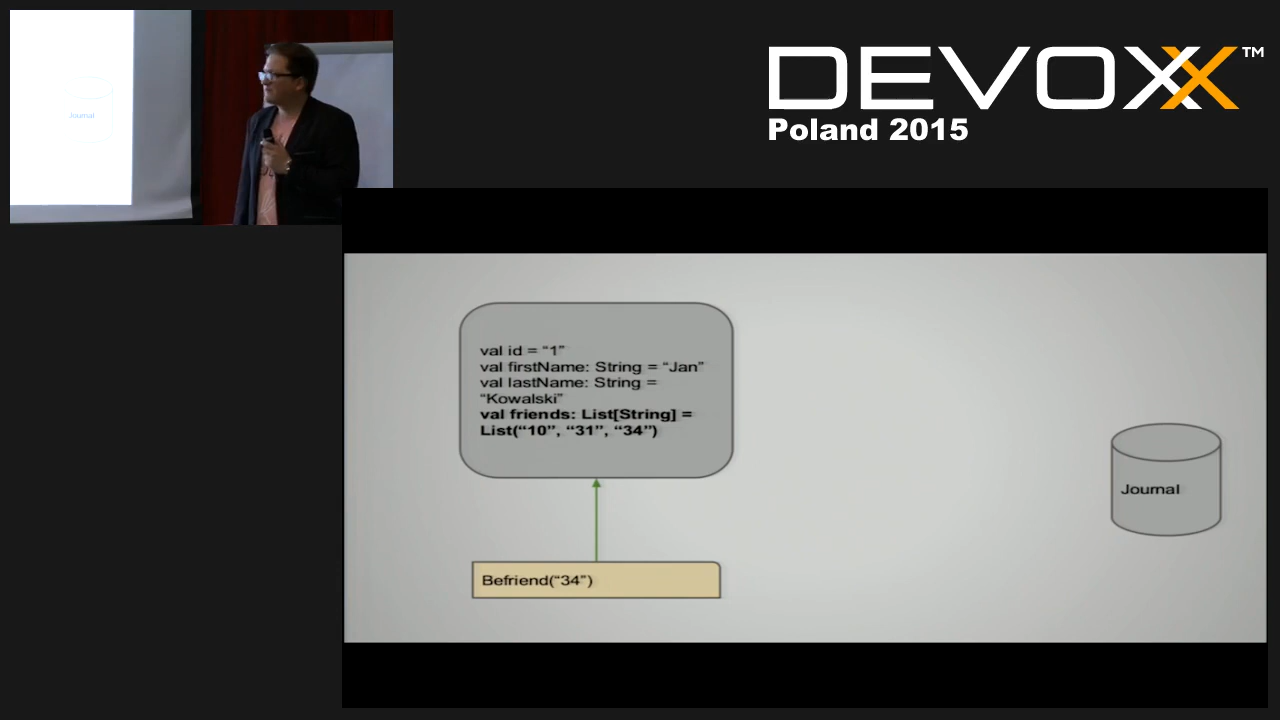 Journal
DEVOXX™
Poland 2015
val id = “1”
val firstName: String = “Jan”
val lastName: String =
“Kowalski”
val friends: List[String] =
List(“10”, “31”, “34”)
Journal
Befriend(“34”)